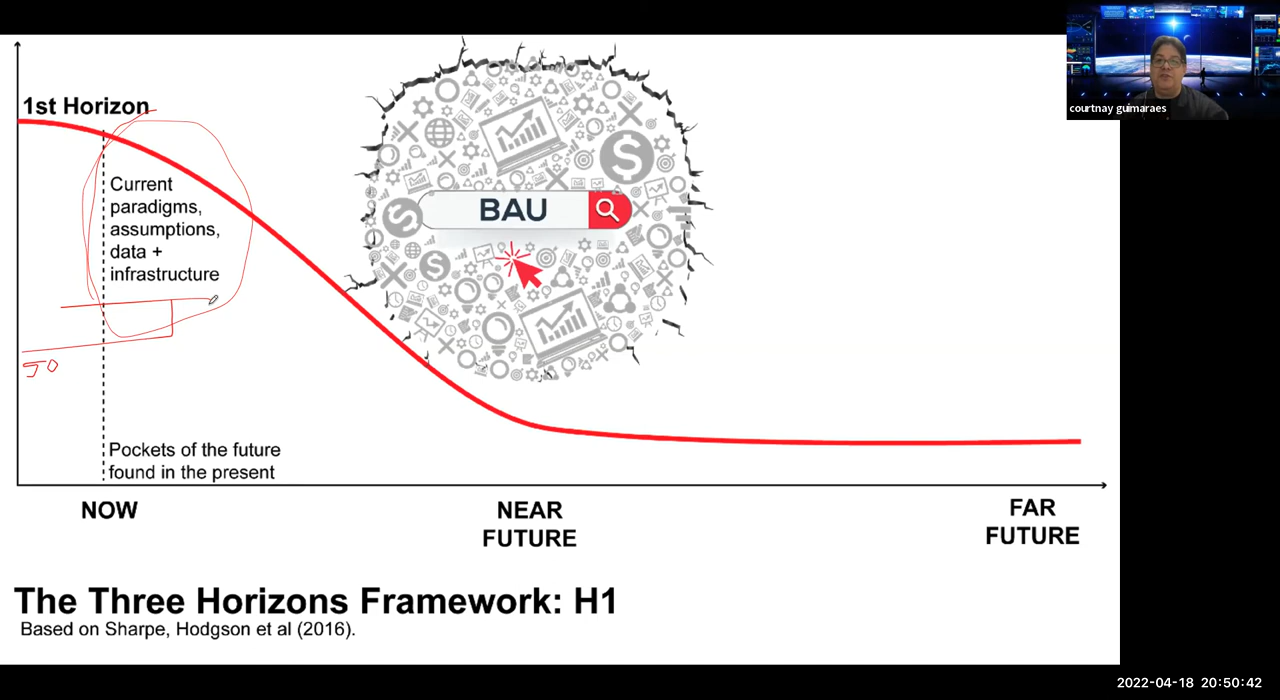 courtnay guimaraes
1st Horizon
Current
paradigms,
assumptions,
data +
infrastructure
BAU
50
Pockets of the future
found in the present
NOW
NEAR
FUTURE
FAR
FUTURE
The Three Horizons Framework: H1
Based on Sharpe, Hodgson et al (2016).
2022-04-18 20:50:42